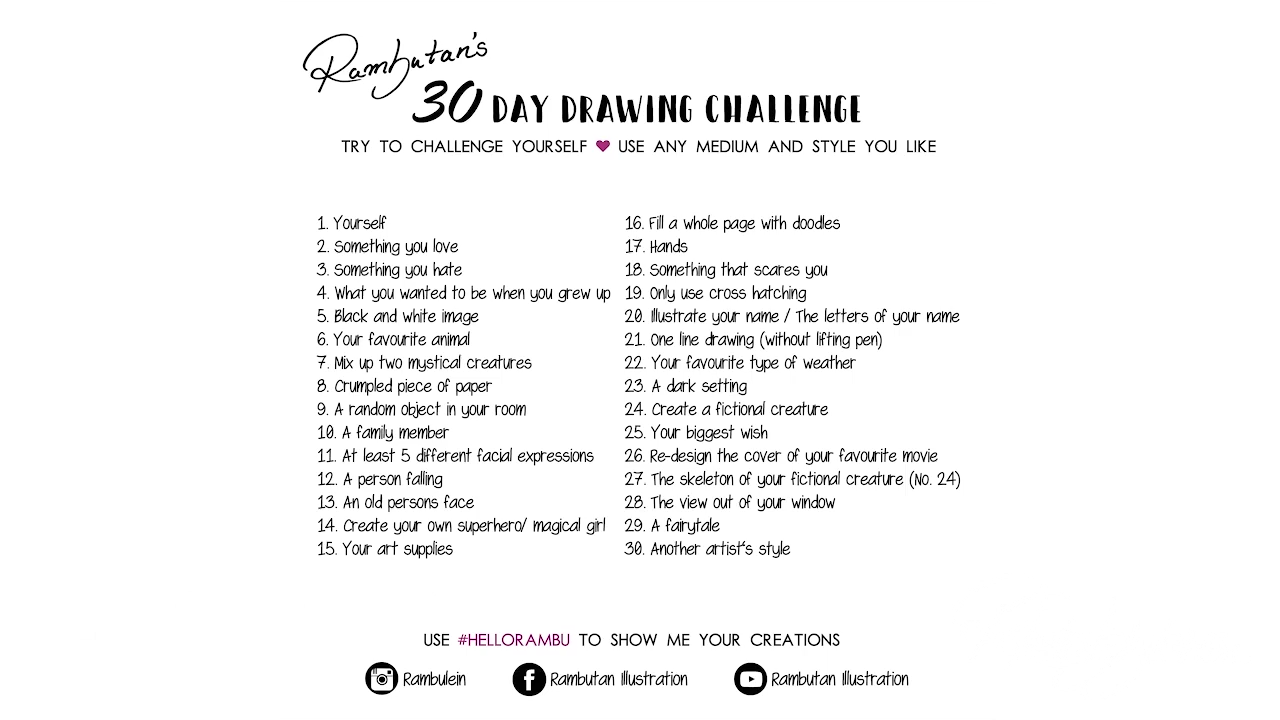 Rambutan's
30 DAY DRAWING CHALLENGE
TRY TO CHALLENGE YOURSELF ♥ USE ANY MEDIUM AND STYLE YOU LIKE
1. Yourself
2. Something you love
3. Something you hate
4. What you wanted to be when you grew up
5. Black and white image
6. Your favourite animal
7. Mix up two mystical creatures
8. Crumpled piece of paper
9. A random object in your room
10. A family member
11. At least 5 different facial expressions
12. A person falling
13. An old persons face
14. Create your own superhero/ magical girl
15. Your art supplies
16. Fill a whole page with doodles
17. Hands
18. Something that scares you
19. Only use cross hatching
20. Illustrate your name / The letters of your name
21. One line drawing (without lifting pen)
22. Your favourite type of weather
23. A dark setting
24. Create a fictional creature
25. Your biggest wish
26. Re-design the cover of your favourite movie
27. The skeleton of your fictional creature (No. 24)
28. The view out of your window
29. A fairytale
30. Another artist's style
USE #HELLORAMBU TO SHOW ME YOUR CREATIONS
Rambulein Rambutan Illustration Rambutan Illustration